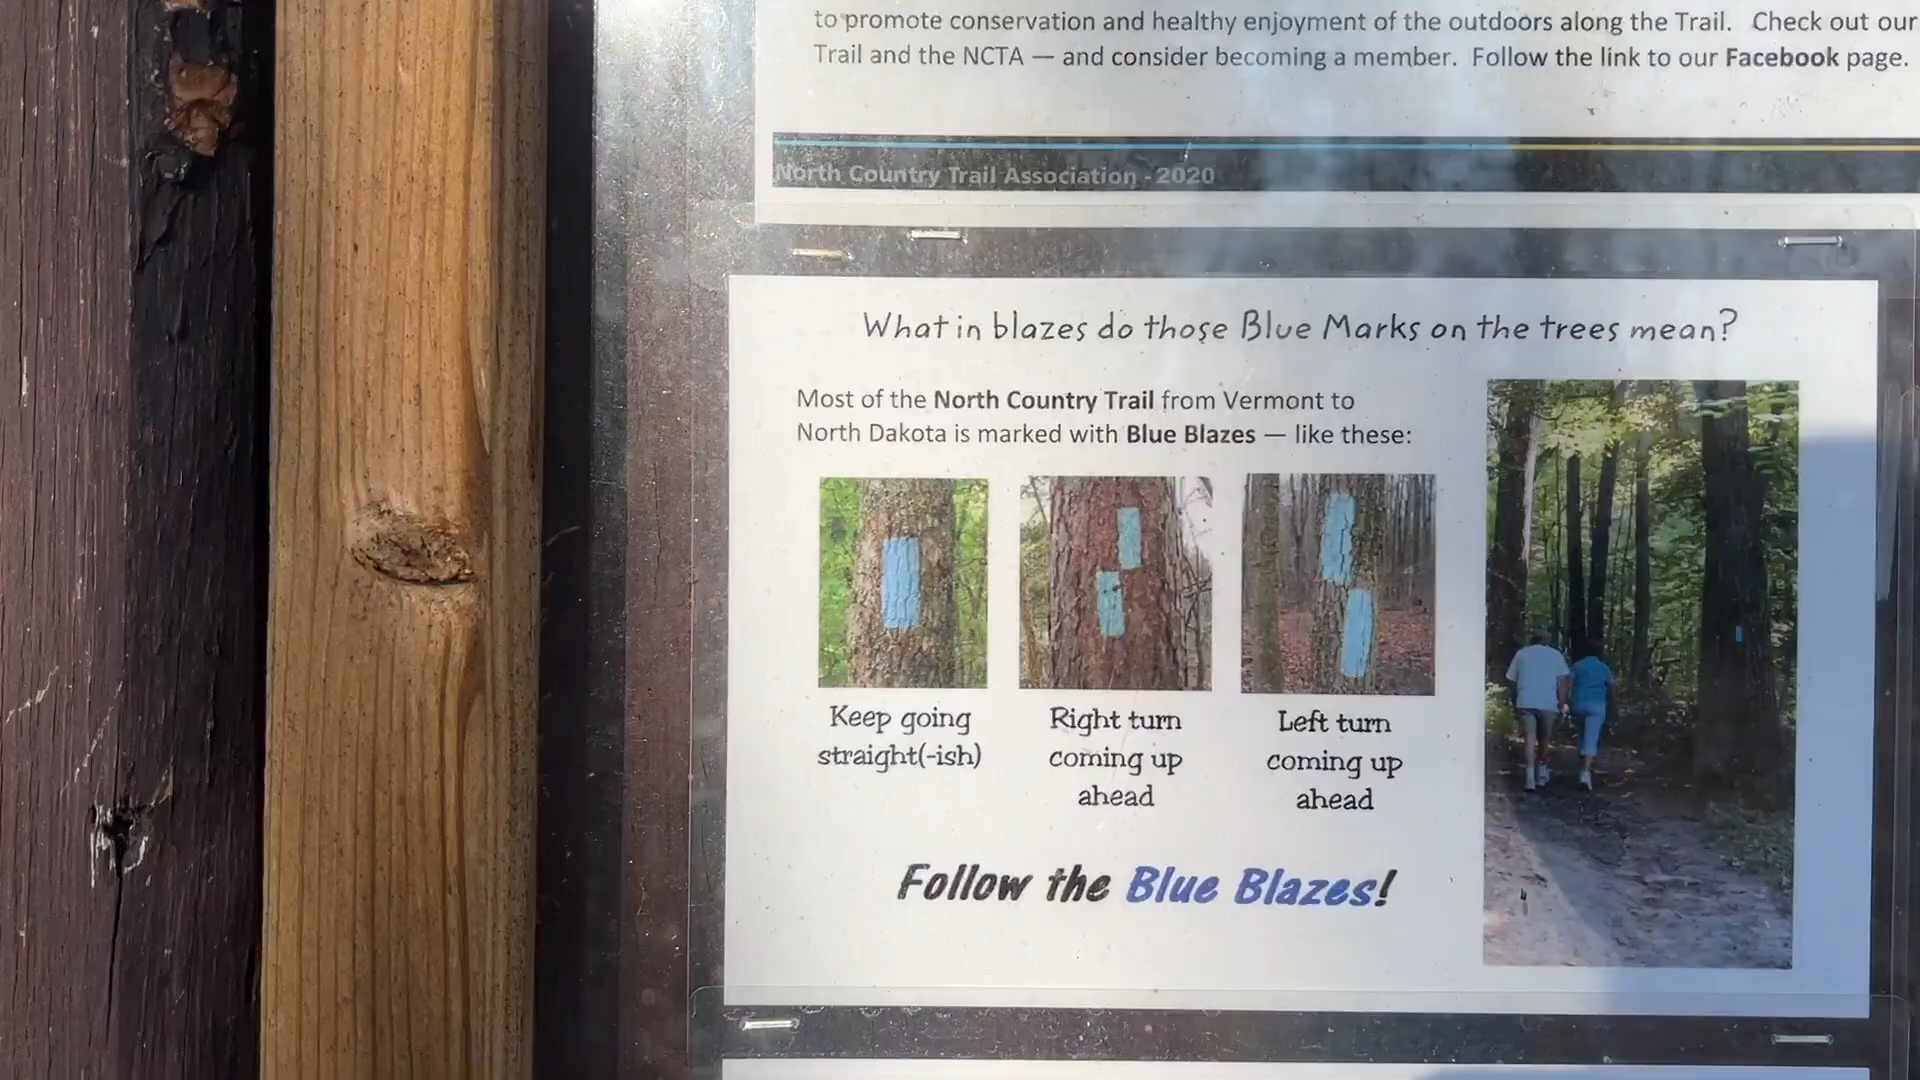 to promote conservation and healthy enjoyment of the outdoors along the Trail. Check out our
Trail and the NCTA — and consider becoming a member. Follow the link to our Facebook page.
North Country Trail Association - 2020
What in blazes do those Blue Marks on the trees mean?
Most of the North Country Trail from Vermont to
North Dakota is marked with Blue Blazes — like these:
Keep going
straight(-ish)
Right turn
coming up
ahead
Left turn
coming up
ahead
Follow the Blue Blazes!